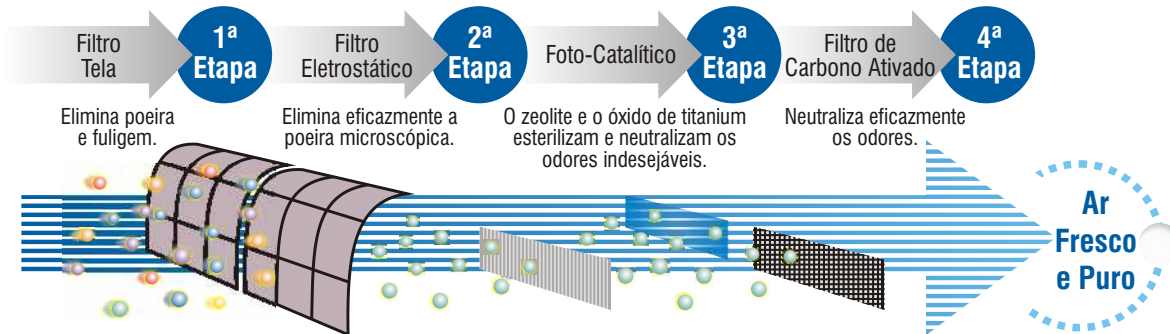 Filtro
Tela
1ª
Etapa
Elimina poeira
e fuligem.
Filtro
Eletrostático
2ª
Etapa
Elimina eficazmente a
poeira microscópica.
Foto-Catalítico
3ª
Etapa
O zeolite e o óxido de titanium
esterilizam e neutralizam os
odores indesejáveis.
Filtro de
Carbono Ativado
4ª
Etapa
Neutraliza eficazmente
os odores.
Ar
Fresco
e Puro